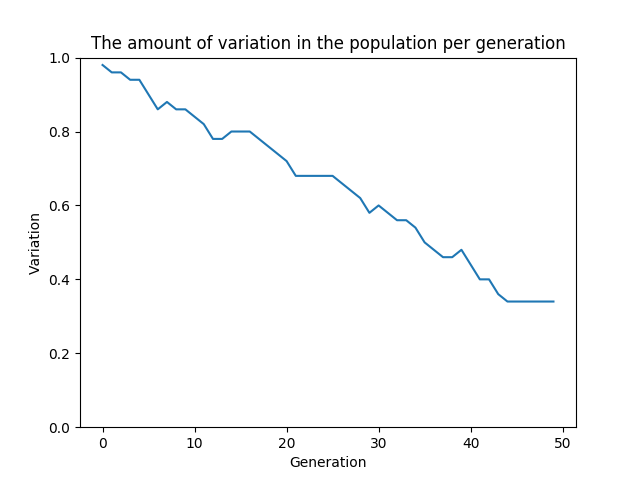 The amount of variation in the population per generation
1.0
0.8
0.6
0.4
0.2
0.0
Variation
0 10 20 30 40 50
Generation